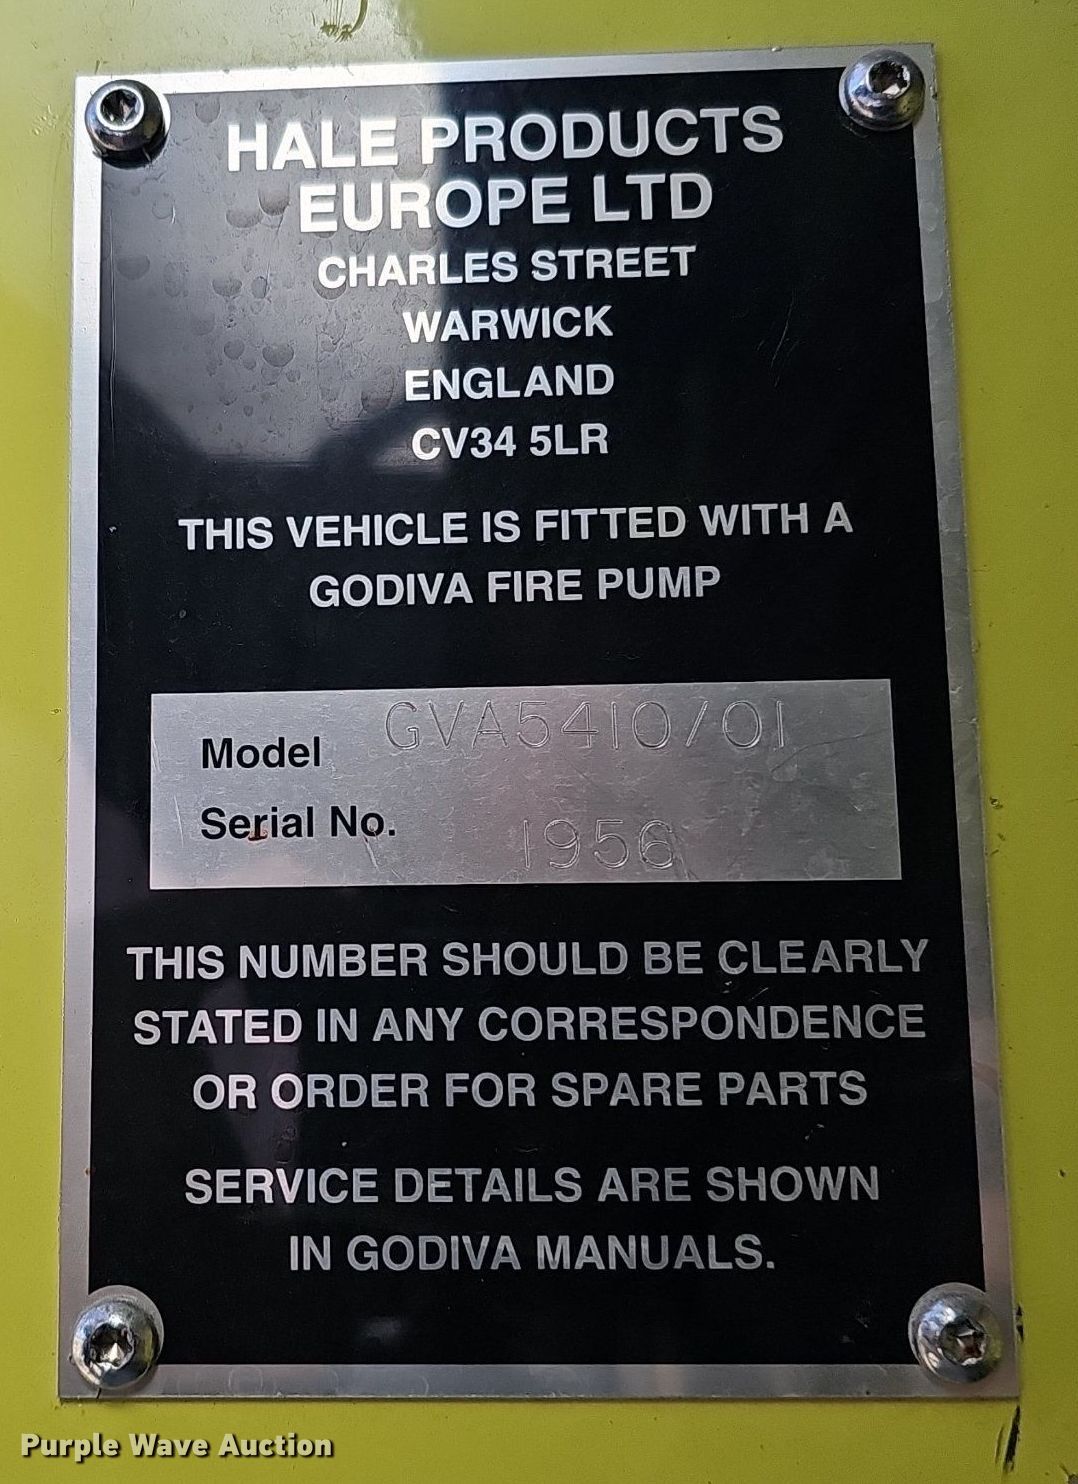 HALE PRODUCTS
EUROPE LTD
CHARLES STREET
WARWICK
ENGLAND
CV34 5LR
THIS VEHICLE IS FITTED WITH A
GODIVA FIRE PUMP
Model GVA5410/01
Serial No. 1956
THIS NUMBER SHOULD BE CLEARLY
STATED IN ANY CORRESPONDENCE
OR ORDER FOR SPARE PARTS
SERVICE DETAILS ARE SHOWN
IN GODIVA MANUALS.
Purple Wave Auction